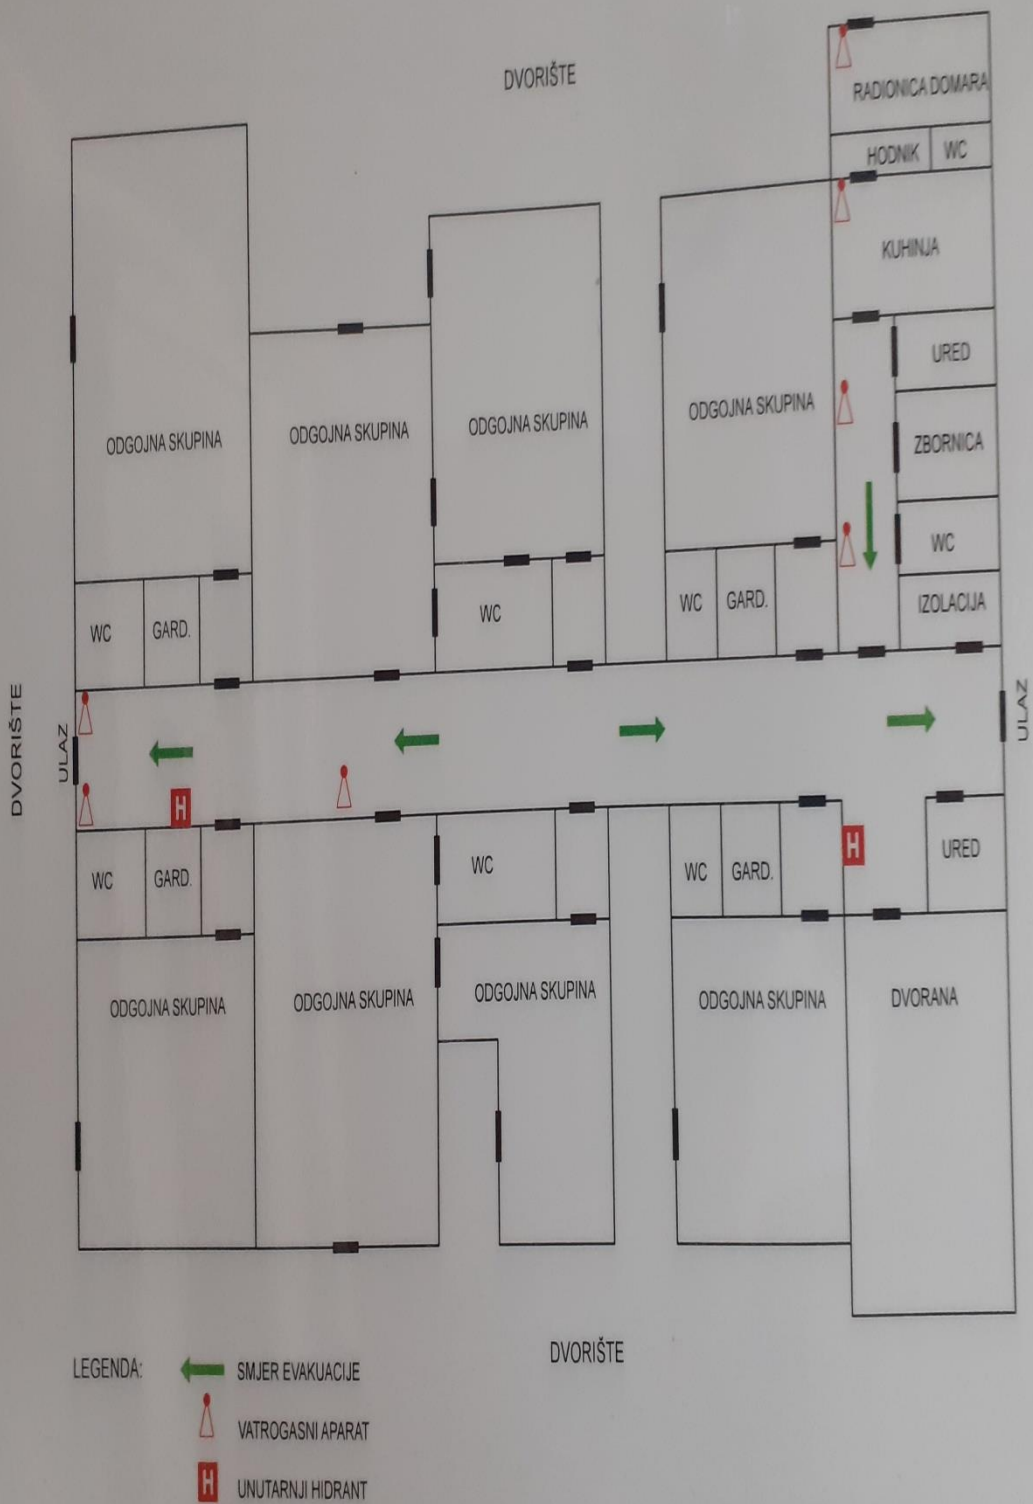 DVORIŠTE
RADIONICA DOMARA
HODNIK
WC
KUHINJA
URED
ZBORNICA
WC
IZOLACIJA
ODGOJNA SKUPINA
ODGOJNA SKUPINA
ODGOJNA SKUPINA
ODGOJNA SKUPINA
WC
GARD.
WC
WC
GARD.
DVORIŠTE
ULAZ
ULAZ
H
H
WC
GARD.
WC
WC
GARD.
URED
ODGOJNA SKUPINA
ODGOJNA SKUPINA
ODGOJNA SKUPINA
ODGOJNA SKUPINA
DVORANA
DVORIŠTE
LEGENDA:
SMJER EVAKUACIJE
VATROGASNI APARAT
H UNUTARNJI HIDRANT